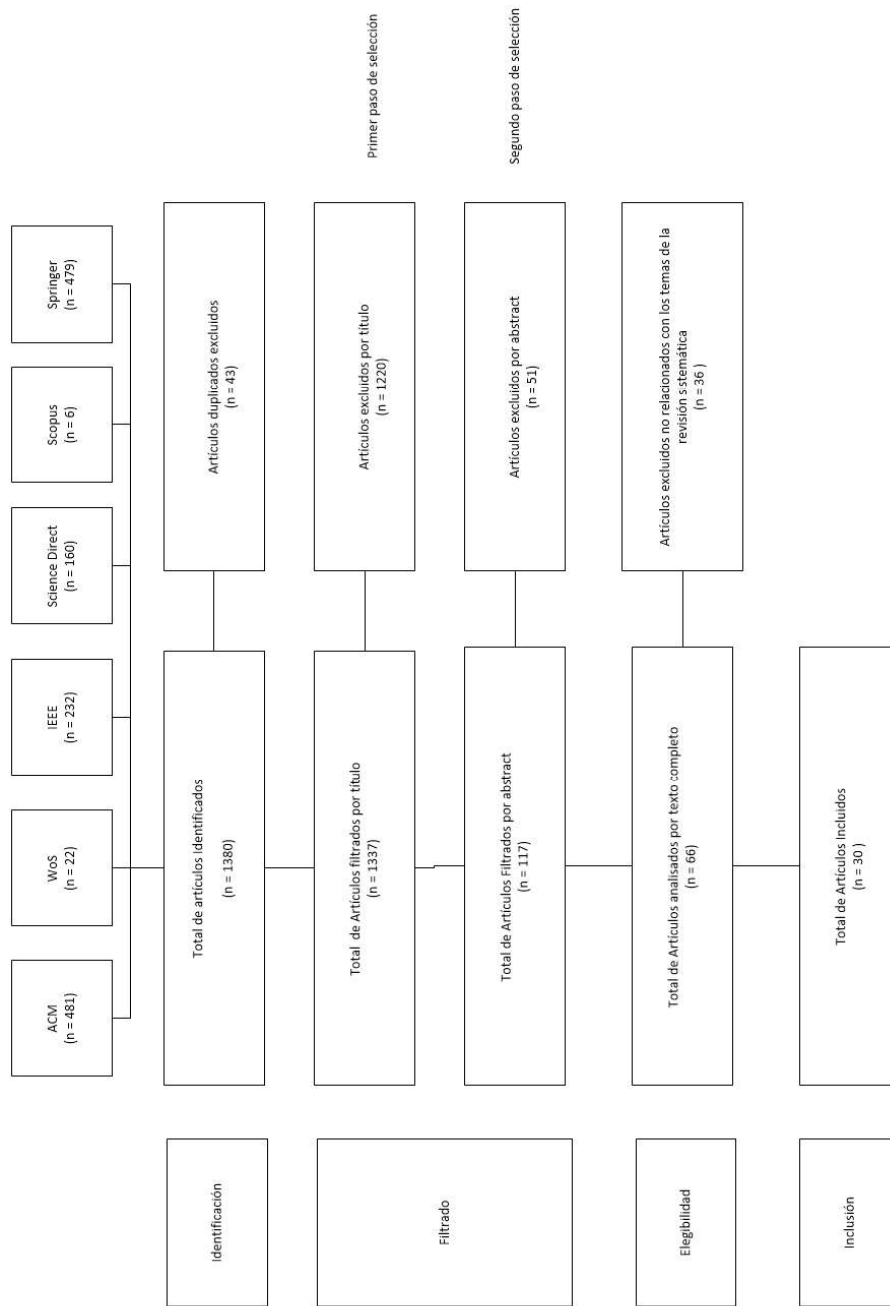 ACM
(n = 481)
WoS
(n = 22)
IEEE
(n = 232)
Science Direct
(n = 160)
Scopus
(n = 6)
Springer
(n = 479)
Identificación
Total de artículos Identificados
(n = 1380)
Artículos duplicados excluidos
(n = 43)
Filtrado
Total de Artículos filtrados por título
(n = 1337)
Artículos excluidos por título
(n = 1220)
Primer paso de selección
Total de Artículos Filtrados por abstract
(n = 117)
Artículos excluidos por abstract
(n = 51)
Segundo paso de selección
Elegibilidad
Total de Artículos analisados por texto completo
(n = 66)
Artículos excluidos no relacionados con los temas de la
revisión sistemática
(n = 36 )
Inclusión
Total de Artículos Incluidos
(n = 30 )